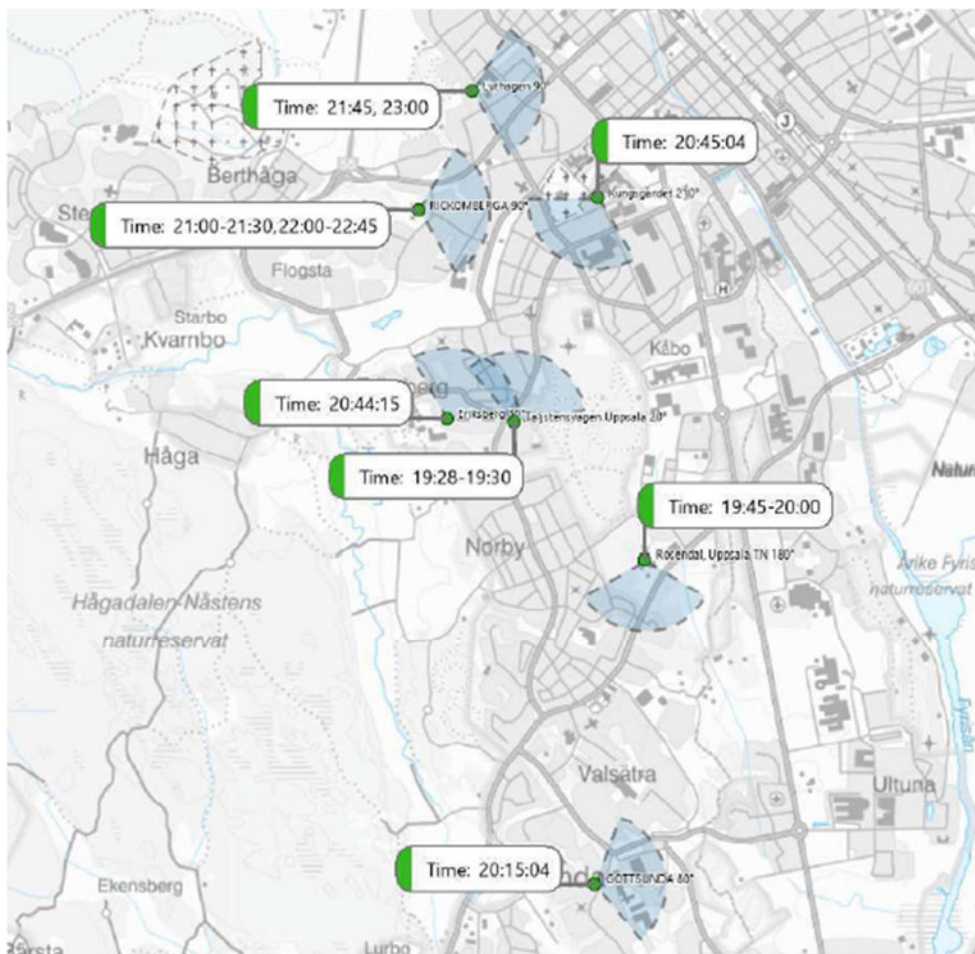 Luthagen 90°
Time: 21:45, 23:00
J
Time: 20:45:04
Berthåga
Kungsgärdet 210°
RICKOMBERGA 90°
Time: 21:00-21:30,22:00-22:45
Flogsta
H
Starbo
Kvarnbo
Kåbo
Time: 20:44:15
Taljstensvägen Uppsala 20°
Håga
Time: 19:28-19:30
Time: 19:45-20:00
Norby
Rosendal, Uppsala TN 180°
Årike Fyris
naturreservat
Hågadalen-Nåstens
naturreservat
Fyrisån
Valsätra
Ultuna
Time: 20:15:04
GOTTSUNDA 80°
Ekensberg
Lurbo